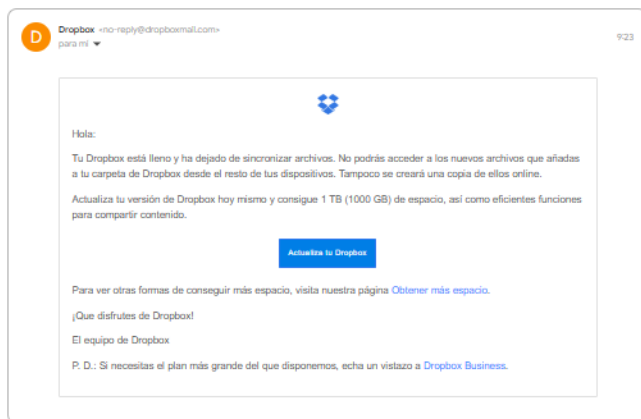 D
Dropbox <no-reply@dropboxmail.com>
para mí
9:23
Hola:
Tu Dropbox está lleno y ha dejado de sincronizar archivos. No podrás acceder a los nuevos archivos que añadas
a tu carpeta de Dropbox desde el resto de tus dispositivos. Tampoco se creará una copia de ellos online.
Actualiza tu versión de Dropbox hoy mismo y consigue 1 TB (1000 GB) de espacio, así como eficientes funciones
para compartir contenido.
Actualiza tu Dropbox
Para ver otras formas de conseguir más espacio, visita nuestra página Obtener más espacio.
¡Que disfrutes de Dropbox!
El equipo de Dropbox
P. D.: Si necesitas el plan más grande del que disponemos, echa un vistazo a Dropbox Business.